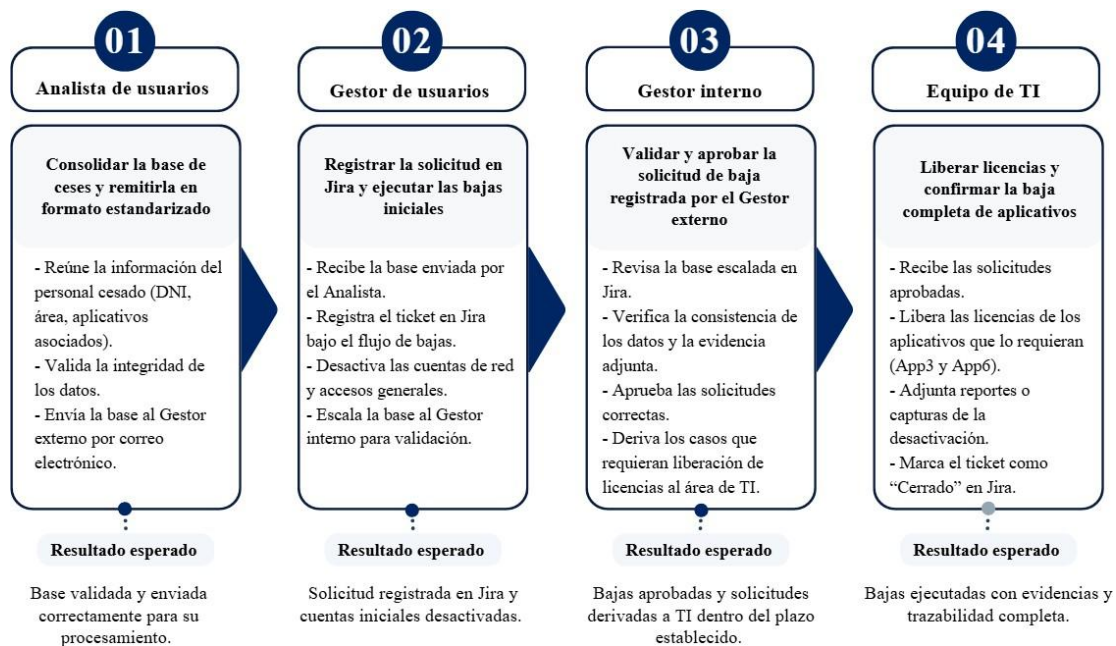 01
Analista de usuarios
Consolidar la base de
ceses y remitirla en
formato estandarizado
- Reúne la información del
personal cesado (DNI,
área, aplicativos
asociados).
- Valida la integridad de
los datos.
- Envía la base al Gestor
externo por correo
electrónico.
Resultado esperado
Base validada y enviada
correctamente para su
procesamiento.
02
Gestor de usuarios
Registrar la solicitud en
Jira y ejecutar las bajas
iniciales
- Recibe la base enviada por
el Analista.
- Registra el ticket en Jira
bajo el flujo de bajas.
- Desactiva las cuentas de red
y accesos generales.
- Escala la base al Gestor
interno para validación.
Resultado esperado
Solicitud registrada en Jira y
cuentas iniciales desactivadas.
03
Gestor interno
Validar y aprobar la
solicitud de baja
registrada por el Gestor
externo
- Revisa la base escalada en
Jira.
- Verifica la consistencia de
los datos y la evidencia
adjunta.
- Aprueba las solicitudes
correctas.
- Deriva los casos que
requieran liberación de
licencias al área de TI.
Resultado esperado
Bajas aprobadas y solicitudes
derivadas a TI dentro del plazo
establecido.
04
Equipo de TI
Liberar licencias y
confirmar la baja
completa de aplicativos
- Recibe las solicitudes
aprobadas.
- Libera las licencias de los
aplicativos que lo requieran
(App3 y App6).
- Adjunta reportes o
capturas de la
desactivación.
- Marca el ticket como
“Cerrado” en Jira.
Resultado esperado
Bajas ejecutadas con evidencias y
trazabilidad completa.